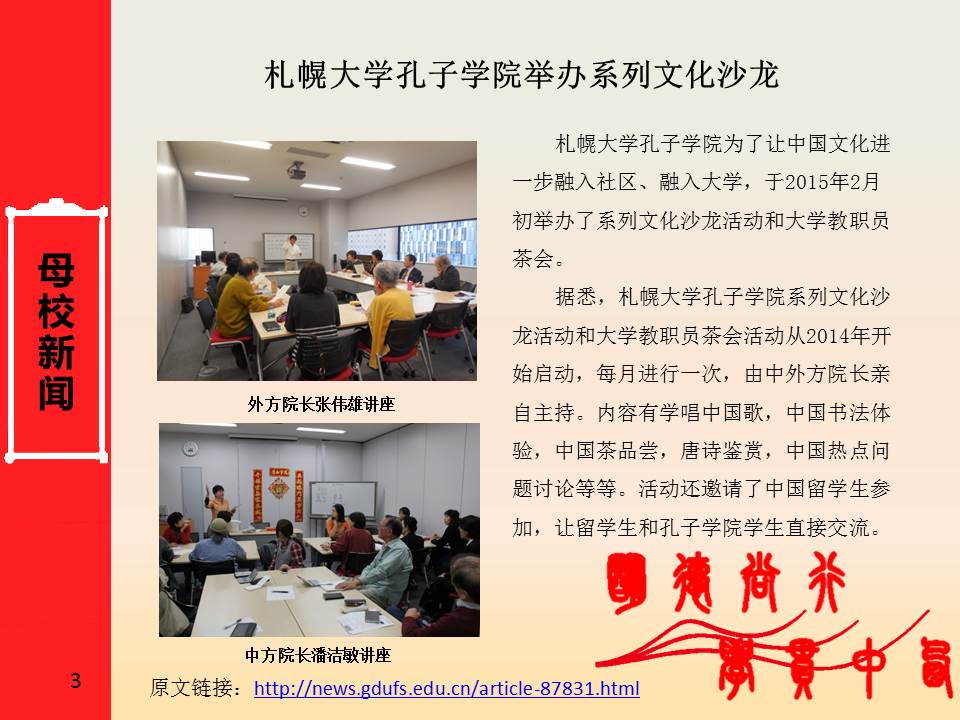 札幌大学孔子学院举办系列文化沙龙
母校新闻
札幌大学孔子学院为了让中国文化进
一步融入社区、融入大学，于2015年2月
初举办了系列文化沙龙活动和大学教职员
茶会。
据悉，札幌大学孔子学院系列文化沙
龙活动和大学教职员茶会活动从2014年开
始启动，每月进行一次，由中外方院长亲
自主持。内容有学唱中国歌，中国书法体
验，中国茶品尝，唐诗鉴赏，中国热点问
题讨论等等。活动还邀请了中国留学生参
加，让留学生和孔子学院学生直接交流。
外方院长张伟雄讲座
中方院长潘洁敏讲座
明德尚行
學貫中西
3
原文链接：http://news.gdufs.edu.cn/article-87831.html